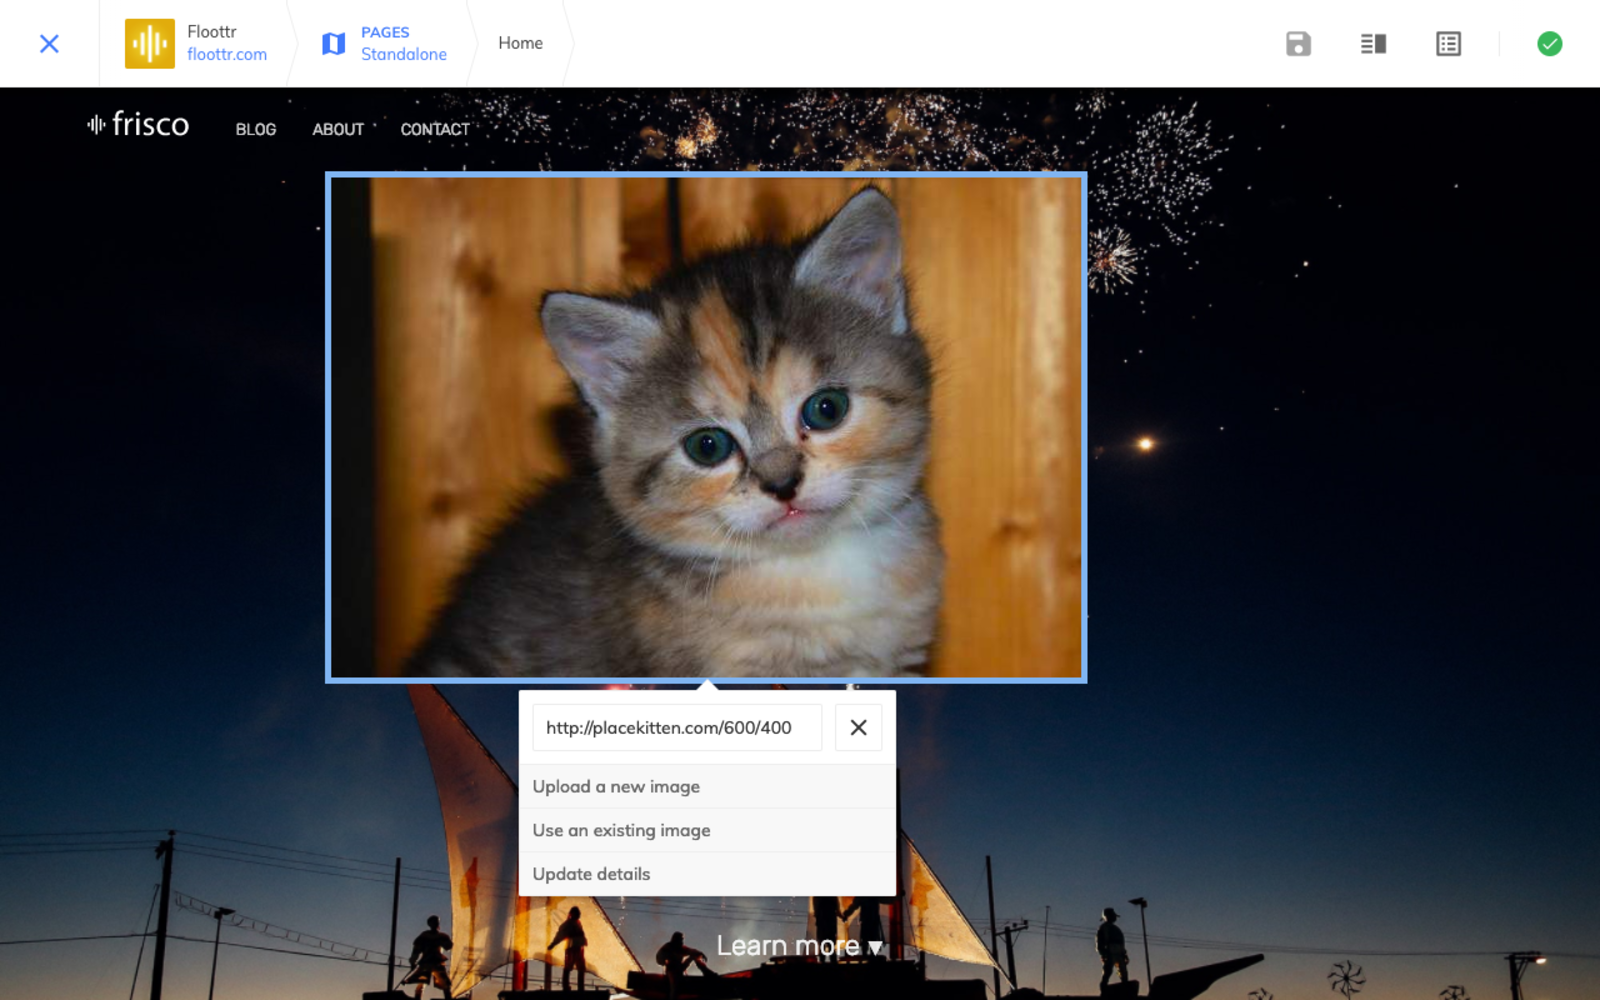 Floottr
floottr.com
PAGES
Standalone
Home
frisco
BLOG ABOUT CONTACT
http://placekitten.com/600/400
Upload a new image
Use an existing image
Update details
Learn more ▾